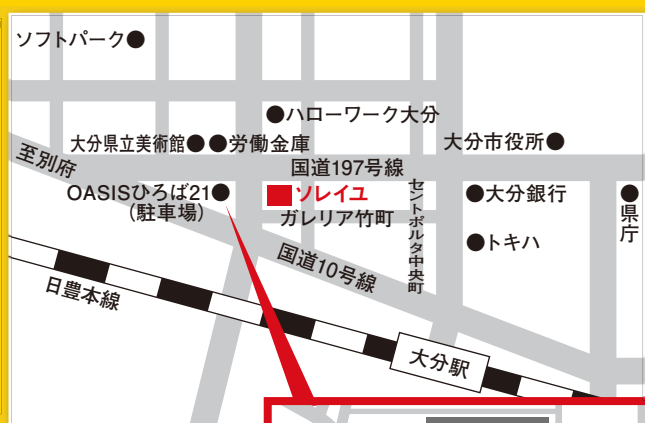 ソフトパーク●
●ハローワーク大分
大分県立美術館●
●労働金庫
大分市役所●
至別府
国道197号線
OASISひろば21●
(駐車場)
ソレイユ
ガレリア竹町
セントポルタ中央町
●大分銀行
●トキハ
●県庁
国道10号線
日豊本線
大分駅